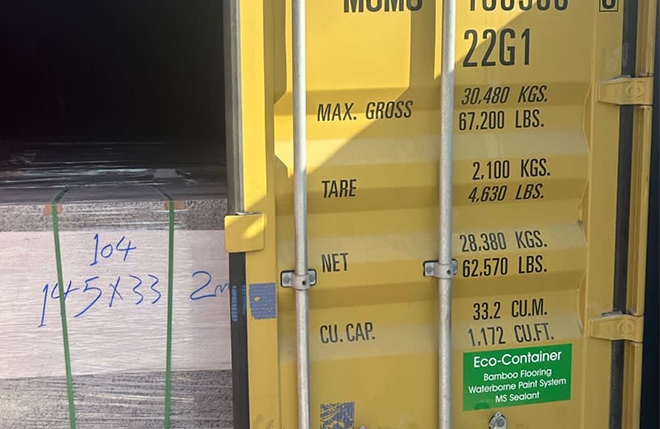 22G1
MAX. GROSS 30,480 KGS.
67,200 LBS.
TARE 2,100 KGS.
4,630 LBS.
NET 28.380 KGS.
62,570 LBS.
CU. CAP. 33.2 CU.M.
1,172 CU.FT.
Eco-Container
Bamboo Flooring
Waterborne Paint System
MS Sealant
104
145X33